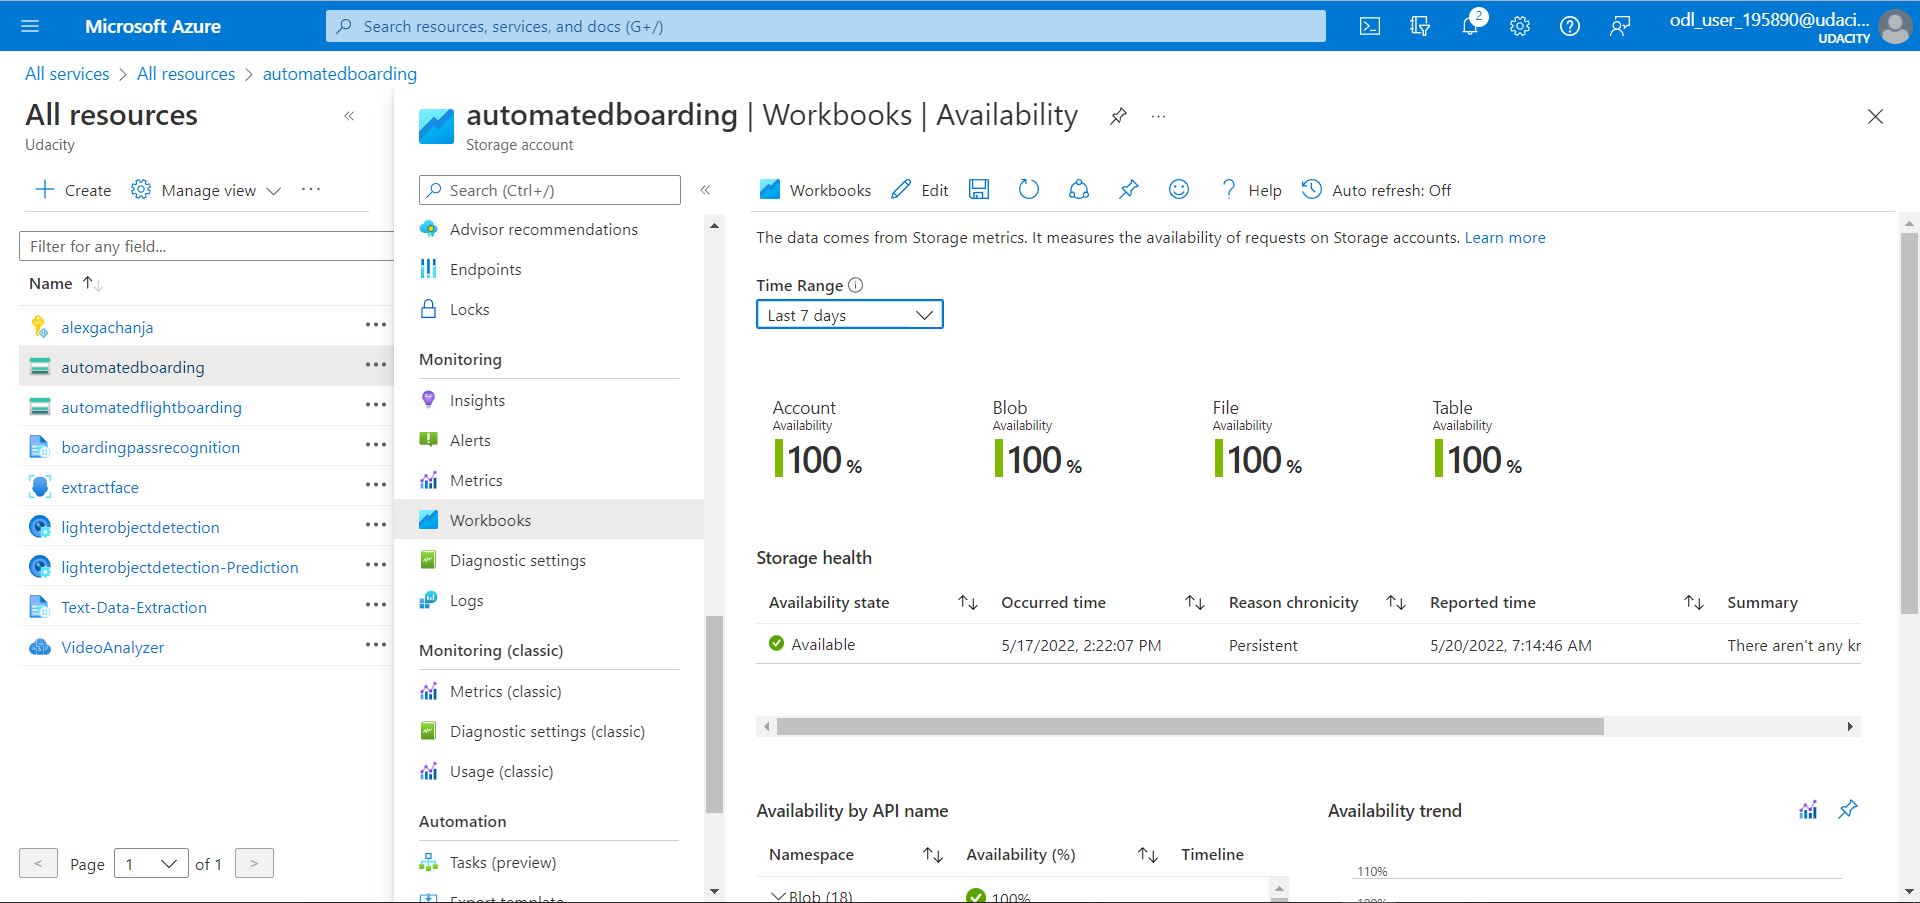 Microsoft Azure
Search resources, services, and docs (G+/)
2
odl_user_195890@udaci...
UDACITY
All services > All resources > automatedboarding
All resources
Udacity
«
Create
Manage view
...
Filter for any field...
Name ↑↓
alexgachanja
automatedboarding
automatedflightboarding
boardingpassrecognition
extractface
lighterobjectdetection
lighterobjectdetection-Prediction
Text-Data-Extraction
VideoAnalyzer
< Page 1 of 1 >
automatedboarding | Workbooks | Availability
...
Storage account
Search (Ctrl+/)
«
Advisor recommendations
Endpoints
Locks
Monitoring
Insights
Alerts
Metrics
Workbooks
Diagnostic settings
Logs
Monitoring (classic)
Metrics (classic)
Diagnostic settings (classic)
Usage (classic)
Automation
Tasks (preview)
Export template
Workbooks
Edit
? Help
Auto refresh: Off
The data comes from Storage metrics. It measures the availability of requests on Storage accounts. Learn more
Time Range
Last 7 days
Account
Availability
100 %
Blob
Availability
100 %
File
Availability
100 %
Table
Availability
100 %
Storage health
Availability state ↑↓ Occurred time ↑↓ Reason chronicity ↑↓ Reported time ↑↓ Summary
Available 5/17/2022, 2:22:07 PM Persistent 5/20/2022, 7:14:46 AM There aren't any kr
Availability by API name
Namespace ↑↓ Availability (%) ↑↓ Timeline
Blob (18) 100%
Availability trend
110%
100%